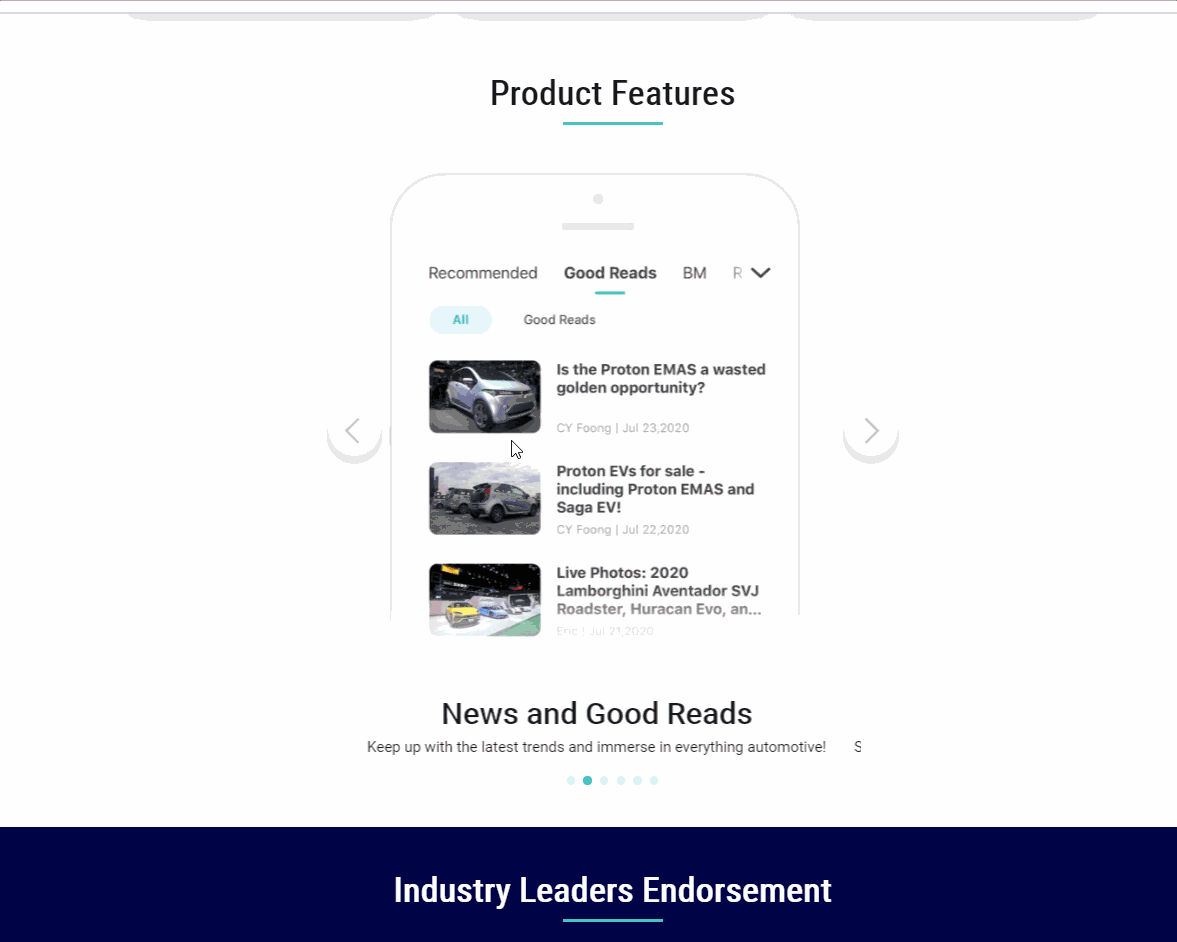 Product Features
Recommended Good Reads BM R
All Good Reads
Is the Proton EMAS a wasted
golden opportunity?
CY Foong | Jul 23,2020
Proton EVs for sale -
including Proton EMAS and
Saga EV!
CY Foong | Jul 22,2020
Live Photos: 2020
Lamborghini Aventador SVJ
Roadster, Huracan Evo, an...
Eric | Jul 21,2020
News and Good Reads
Keep up with the latest trends and immerse in everything automotive! S
Industry Leaders Endorsement